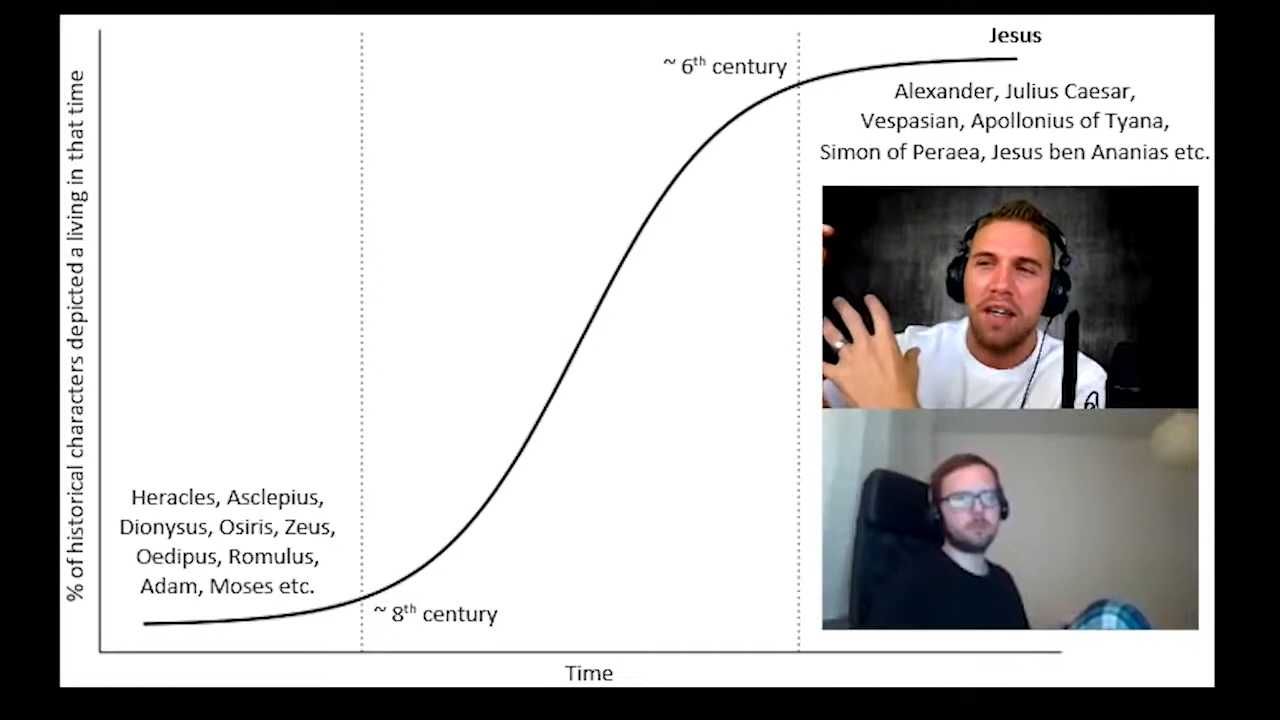 % of historical characters depicted a living in that time
Jesus
~ 6th century
Alexander, Julius Caesar,
Vespasian, Apollonius of Tyana,
Simon of Peraea, Jesus ben Ananias etc.
Heracles, Asclepius,
Dionysus, Osiris, Zeus,
Oedipus, Romulus,
Adam, Moses etc.
~ 8th century
Time